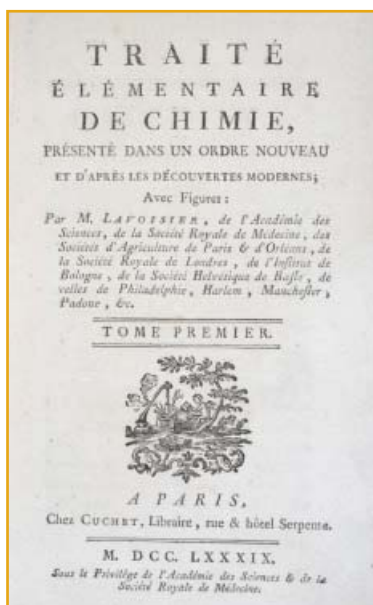 TRAITÉ
ÉLÉMENTAIRE
DE CHIMIE,
PRÉSENTÉ DANS UN ORDRE NOUVEAU
ET D'APRÈS LES DÉCOUVERTES MODERNES;
Avec Figures:
Par M. LAVOISIER, de l'Académie des
Sciences, de la Société Royale de Médecine, des
Sociétés d'Agriculture de Paris & d'Orléans, de
la Société Royale de Londres, de l'Institut de
Bologne, de la Société Helvétique de Basle, de
celles de Philadelphie, Harlem, Manchester,
Padoue, &c.
TOME PREMIER.
A PARIS,
Chez CUCHET, Libraire, rue & hôtel Serpente.
M. DCC. LXXXIX.
Sous le Privilège de l'Académie des Sciences & de la
Société Royale de Médecine.